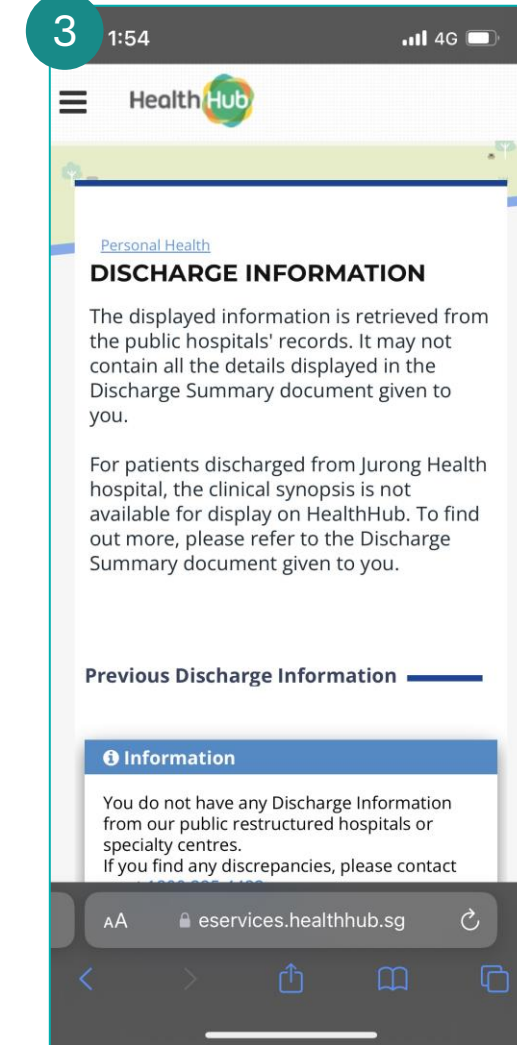 3
1:54
4G
Health Hub
Personal Health
DISCHARGE INFORMATION
The displayed information is retrieved from
the public hospitals' records. It may not
contain all the details displayed in the
Discharge Summary document given to
you.
For patients discharged from Jurong Health
hospital, the clinical synopsis is not
available for display on HealthHub. To find
out more, please refer to the Discharge
Summary document given to you.
Previous Discharge Information
Information
You do not have any Discharge Information
from our public restructured hospitals or
specialty centres.
If you find any discrepancies, please contact
AA
eservices.healthhub.sg